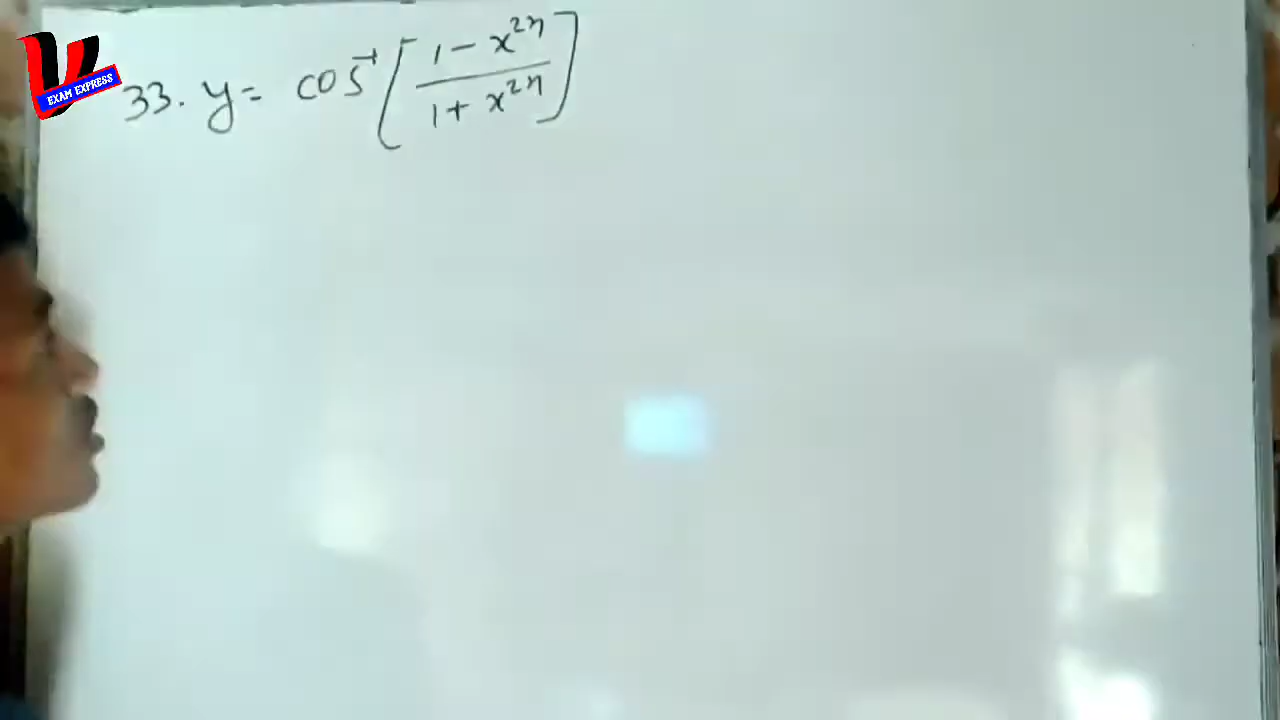 EXAM EXPRESS
33. y = cos⁻¹ [ (1 - x²ⁿ) / (1 + x²ⁿ) ]